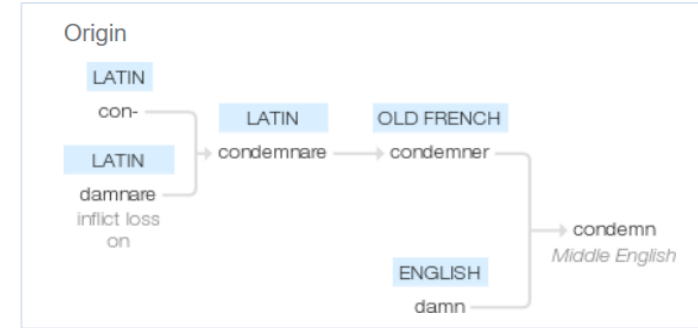 Origin
LATIN
con-
LATIN
damnare
inflict loss
on
LATIN
condemnare
OLD FRENCH
condemner
ENGLISH
damn
condemn
Middle English